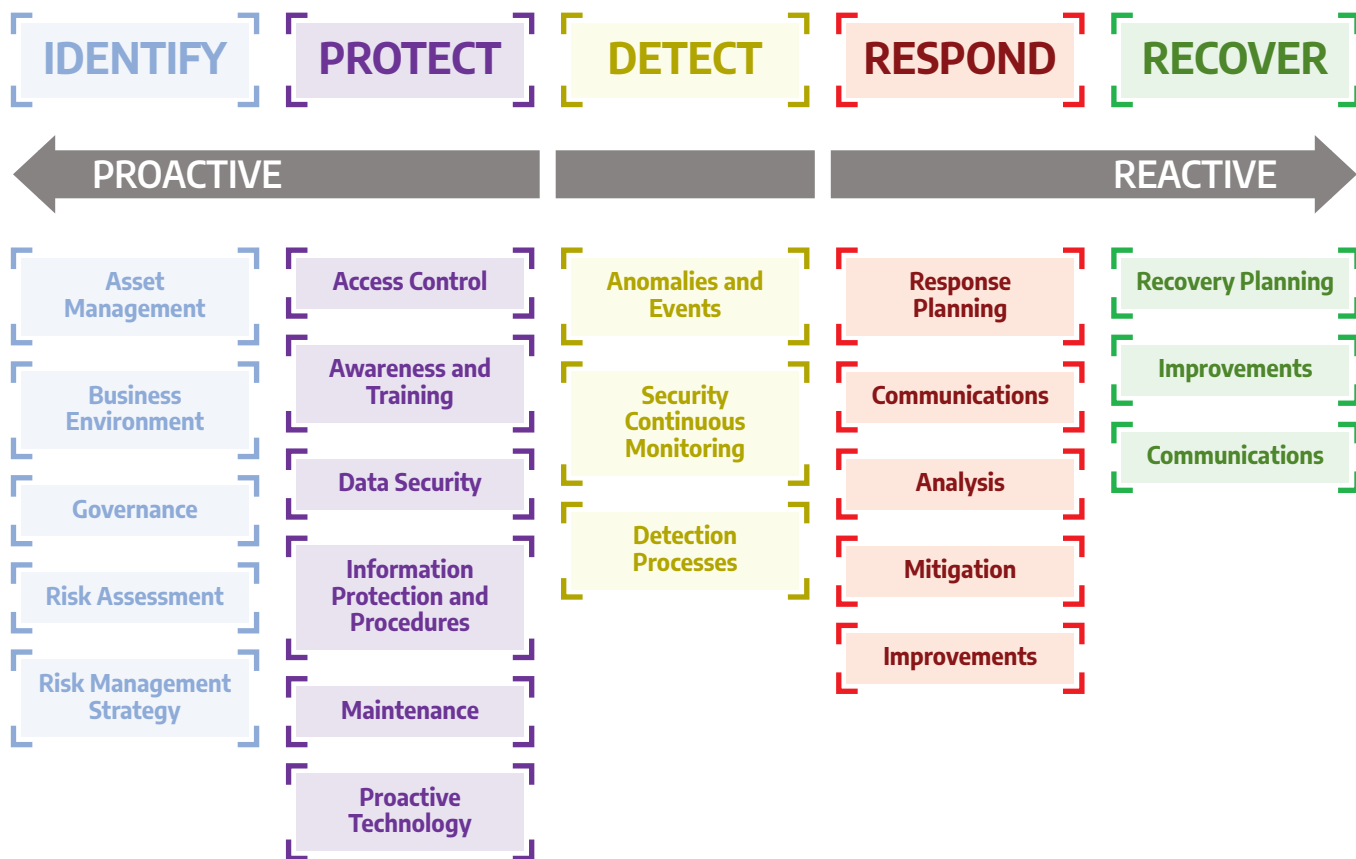 IDENTIFY
PROTECT
DETECT
RESPOND
RECOVER
PROACTIVE
REACTIVE
Asset
Management
Business
Environment
Governance
Risk Assessment
Risk Management
Strategy
Access Control
Awareness and
Training
Data Security
Information
Protection and
Procedures
Maintenance
Proactive
Technology
Anomalies and
Events
Security
Continuous
Monitoring
Detection
Processes
Response
Planning
Communications
Analysis
Mitigation
Improvements
Recovery Planning
Improvements
Communications